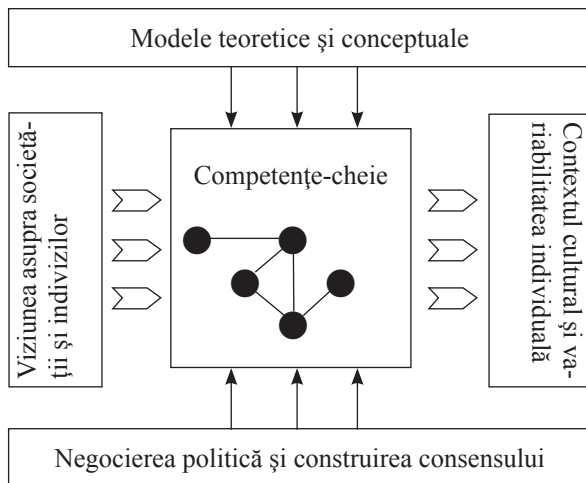 Modele teoretice şi conceptuale
Viziunea asupra societă-
ţii şi indivizilor
Competenţe-cheie
Contextul cultural şi va-
riabilitatea individuală
Negocierea politică şi construirea consensului